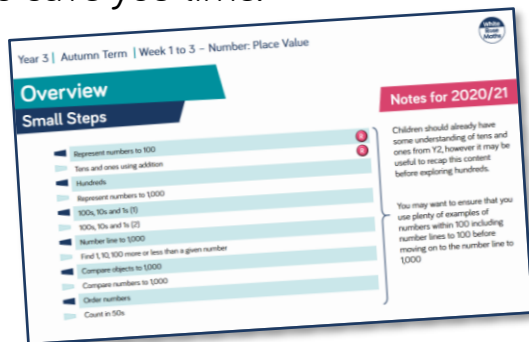 save you time.
Year 3 | Autumn Term | Week 1 to 3 – Number: Place Value
White
Rose
Maths
Overview
Small Steps
Notes for 2020/21
Represent numbers to 100
R
Tens and ones using addition
R
Hundreds
Represent numbers to 1,000
100s, 10s and 1s (1)
100s, 10s and 1s (2)
Number line to 1,000
Find 1, 10, 100 more or less than a given number
Compare objects to 1,000
Compare numbers to 1,000
Order numbers
Count in 50s
Children should already have
some understanding of tens and
ones from Y2, however it may be
useful to recap this content
before exploring hundreds.
You may want to ensure that you
use plenty of examples of
numbers within 100 including
number lines to 100 before
moving on to the number line to
1,000